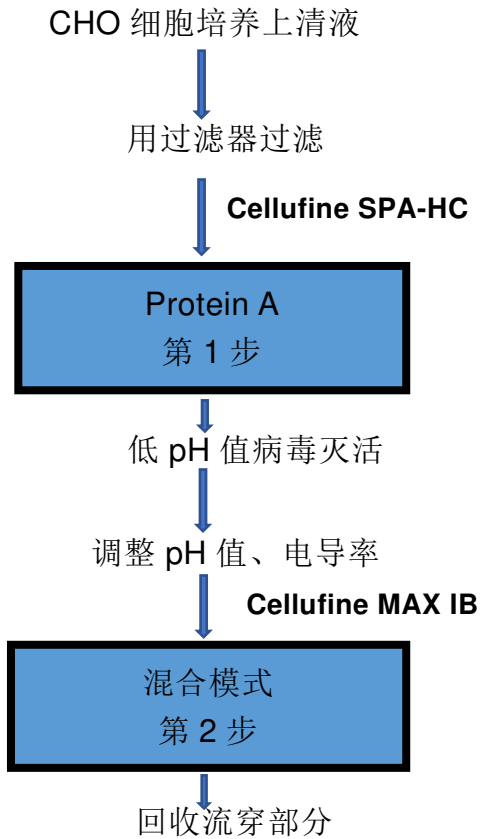 CHO 细胞培养上清液
用过滤器过滤
Cellufine SPA-HC
Protein A
第 1 步
低 pH 值病毒灭活
调整 pH 值、电导率
Cellufine MAX IB
混合模式
第 2 步
回收流穿部分